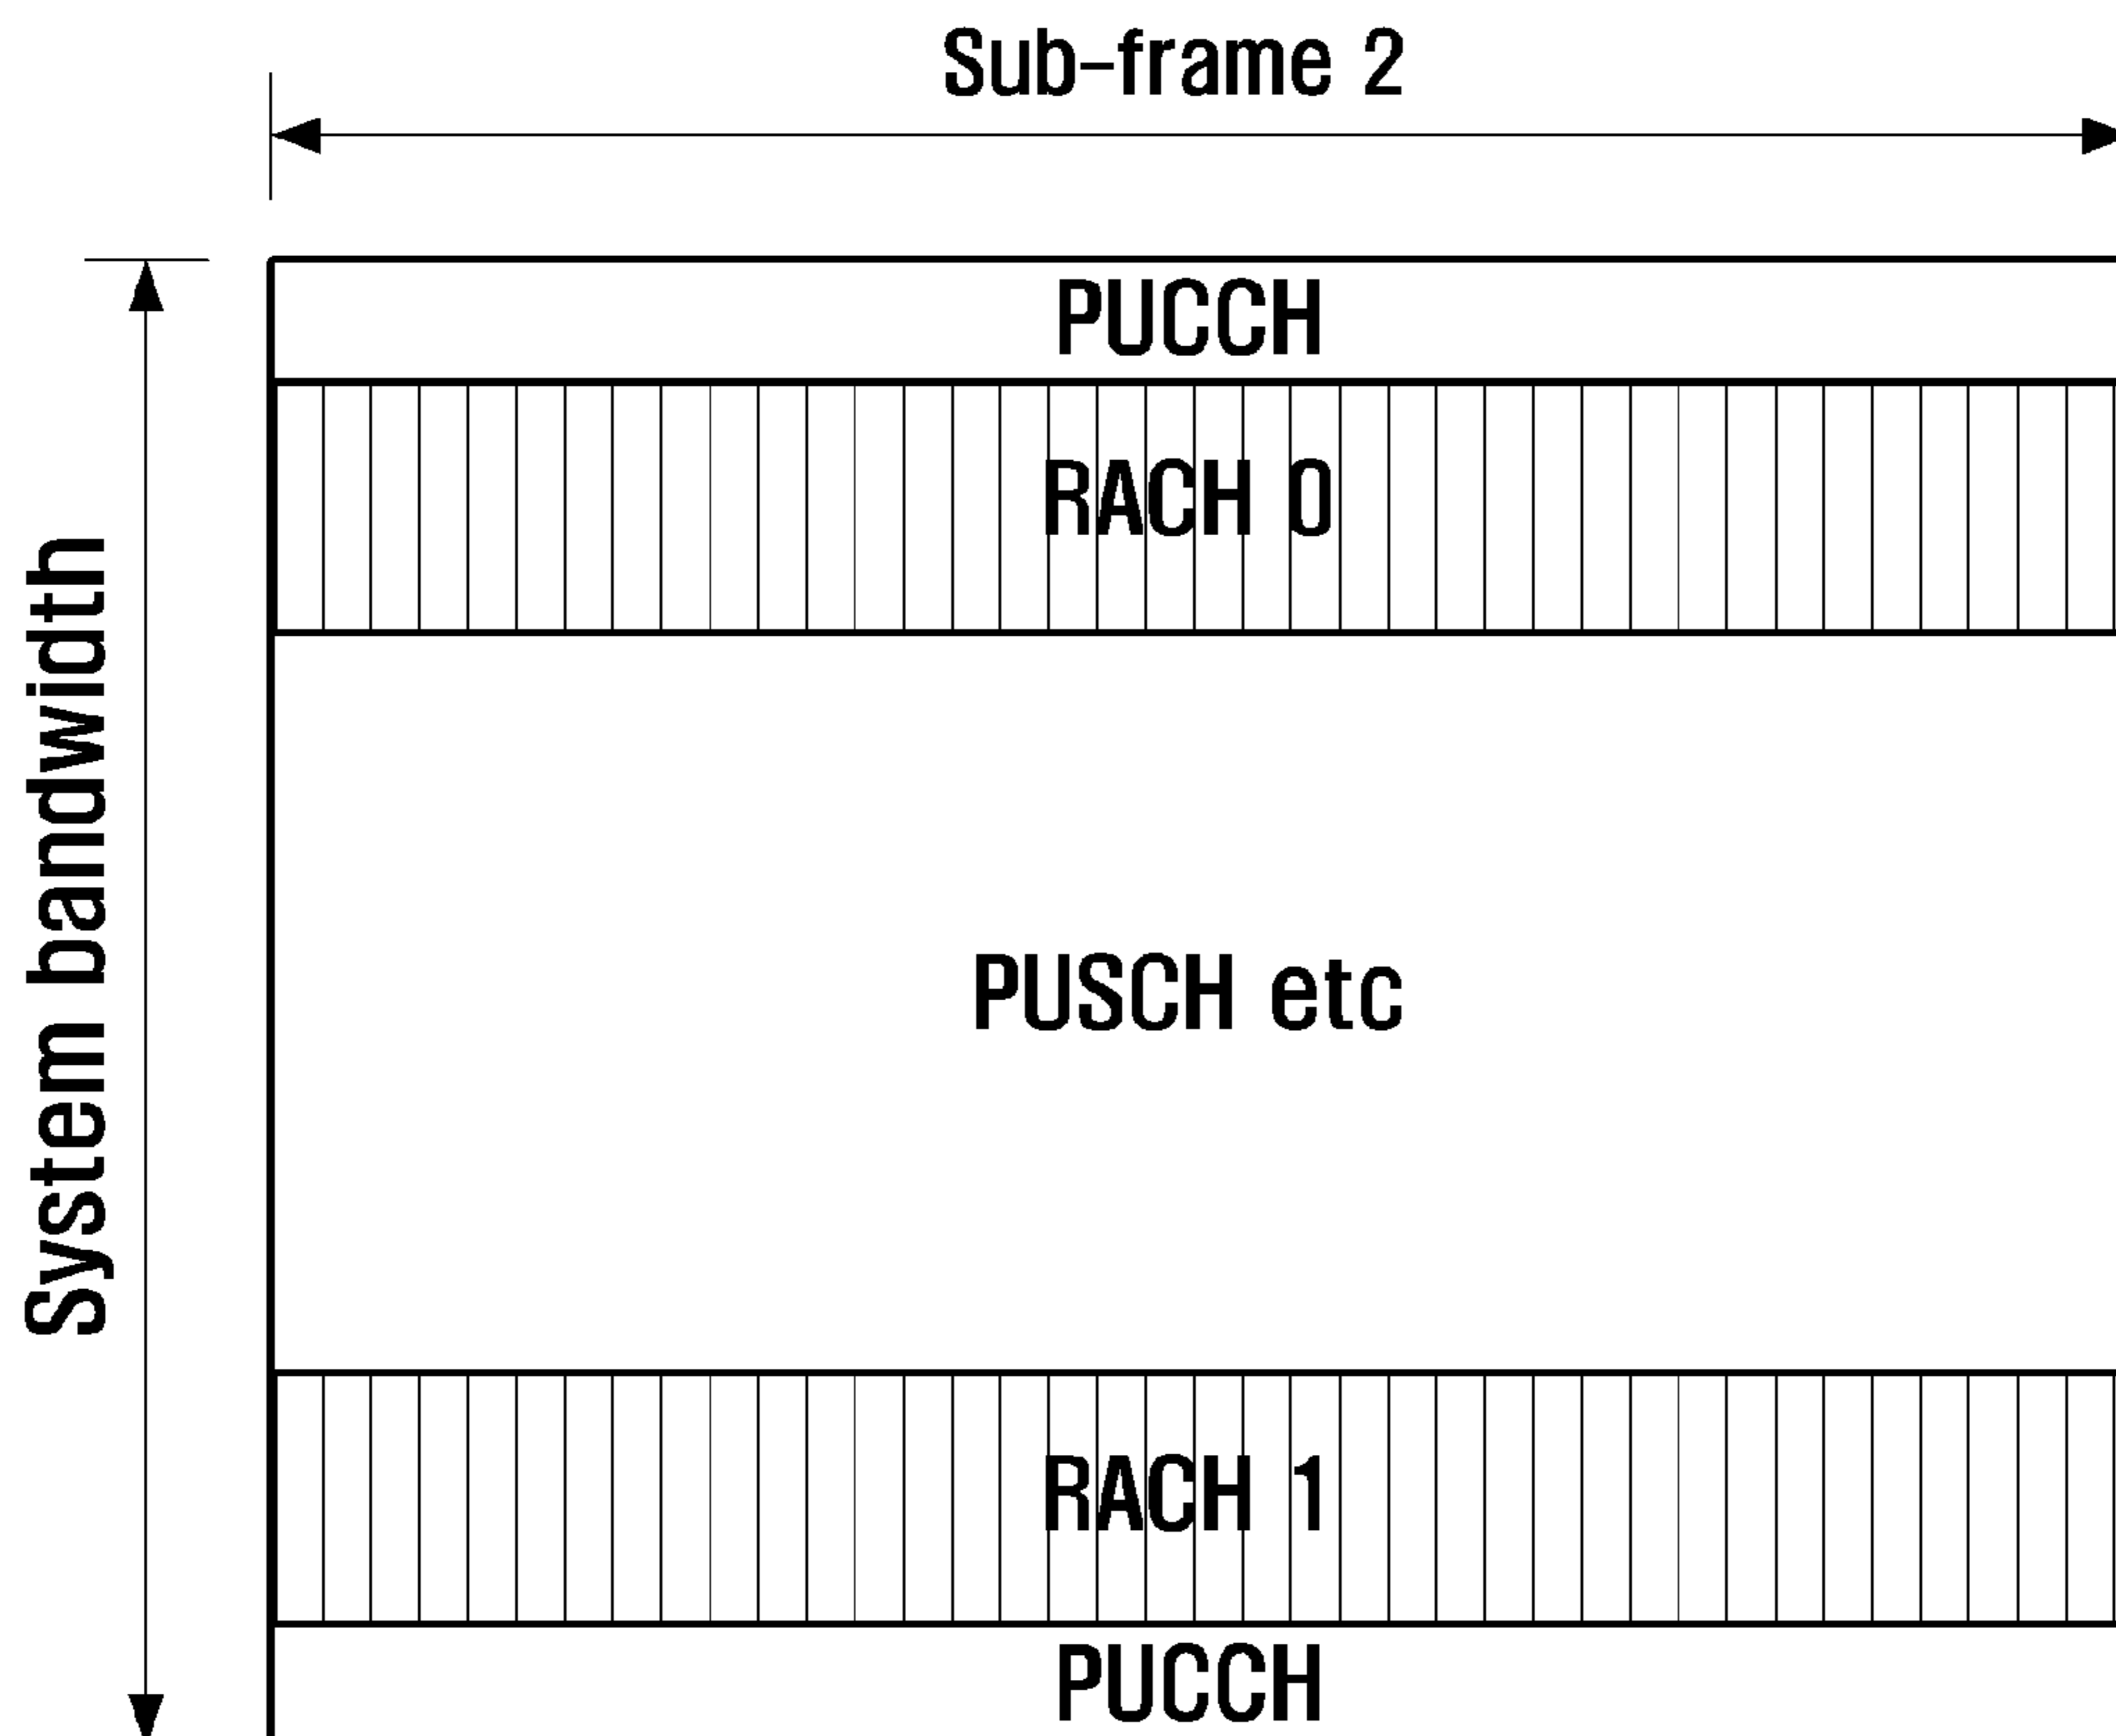 Sub-frame 2
System bandwidth
PUCCH
RACH 0
PUSCH etc
RACH 1
PUCCH